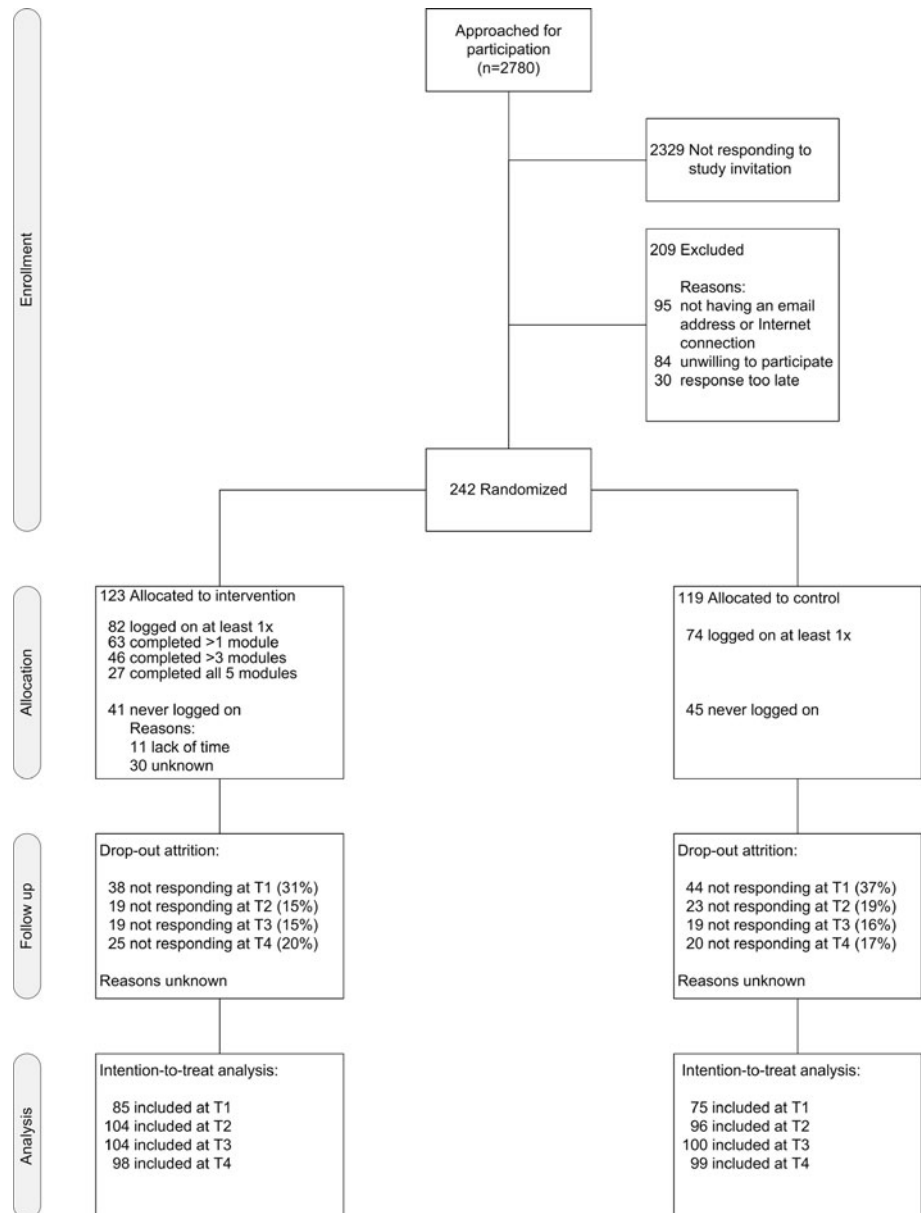 Enrollment
Approached for
participation
(n=2780)
2329 Not responding to
study invitation
209 Excluded
Reasons:
95 not having an email
address or Internet
connection
84 unwilling to participate
30 response too late
242 Randomized
Allocation
123 Allocated to intervention
82 logged on at least 1x
63 completed >1 module
46 completed >3 modules
27 completed all 5 modules
41 never logged on
Reasons:
11 lack of time
30 unknown
119 Allocated to control
74 logged on at least 1x
45 never logged on
Follow up
Drop-out attrition:
38 not responding at T1 (31%)
19 not responding at T2 (15%)
19 not responding at T3 (15%)
25 not responding at T4 (20%)
Reasons unknown
Drop-out attrition:
44 not responding at T1 (37%)
23 not responding at T2 (19%)
19 not responding at T3 (16%)
20 not responding at T4 (17%)
Reasons unknown
Analysis
Intention-to-treat analysis:
85 included at T1
104 included at T2
104 included at T3
98 included at T4
Intention-to-treat analysis:
75 included at T1
96 included at T2
100 included at T3
99 included at T4